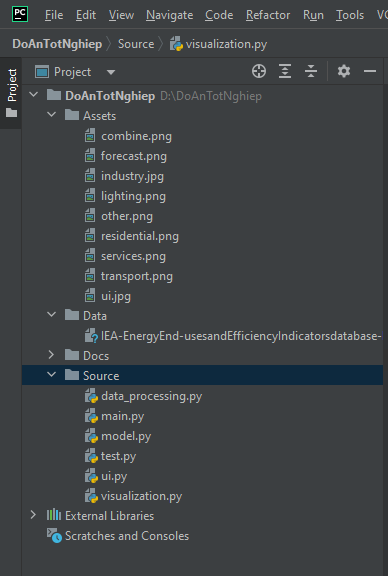 PC File Edit View Navigate Code Refactor Run Tools VC
DoAnTotNghiep Source visualization.py
Project
Project
DoAnTotNghiep D:\DoAnTotNghiep
Assets
combine.png
forecast.png
industry.jpg
lighting.png
other.png
residential.png
services.png
transport.png
ui.jpg
Data
IEA-EnergyEnd-usesandEfficiencyIndicatorsdatabase-
Docs
Source
data_processing.py
main.py
model.py
test.py
ui.py
visualization.py
External Libraries
Scratches and Consoles